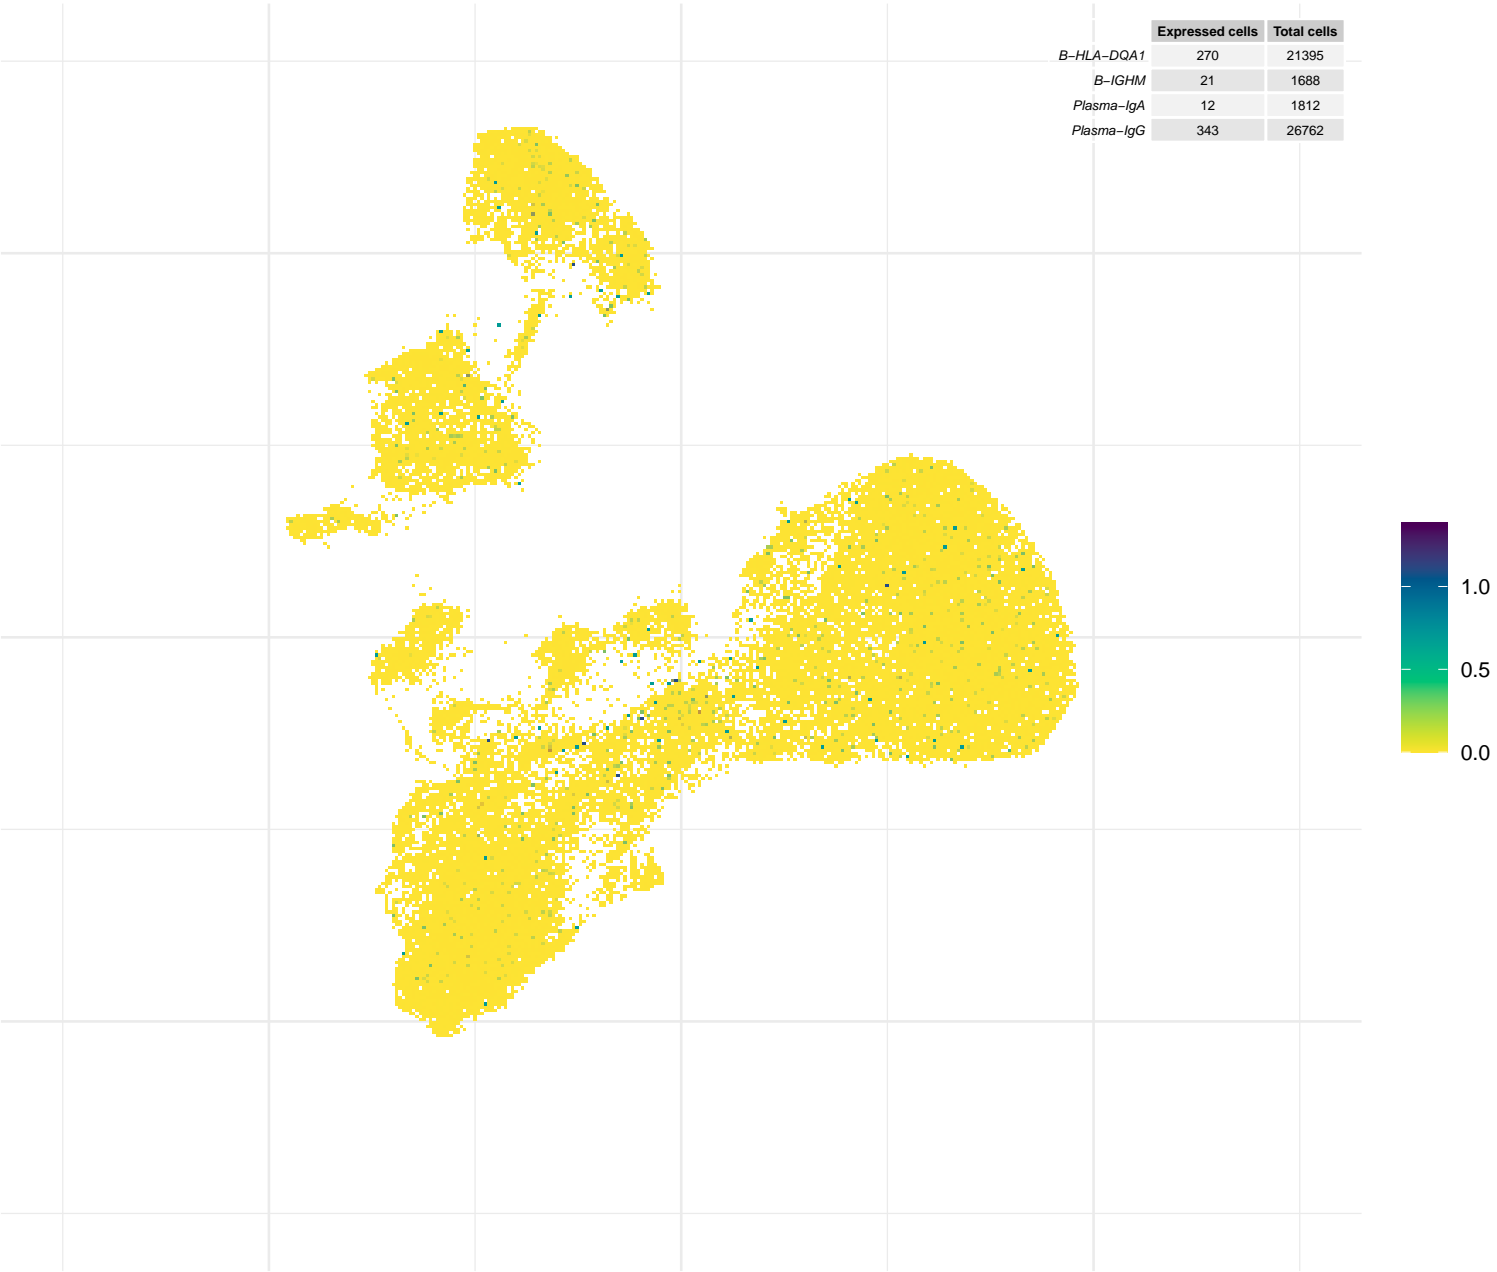 Expressed cells Total cells
B−HLA−DQA1 270 21395
B−IGHM 21 1688
Plasma−IgA 12 1812
Plasma−IgG 343 26762
1.0
0.5
0.0